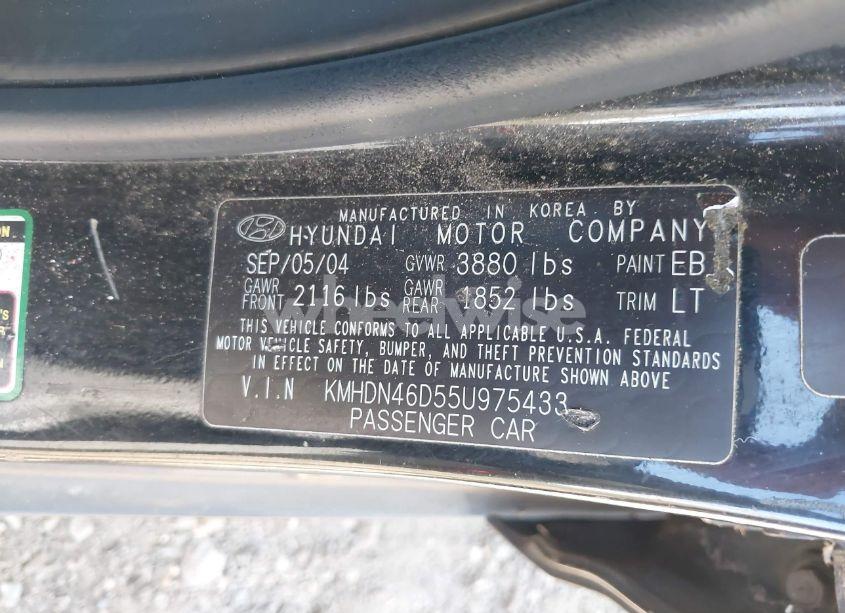 MANUFACTURED IN KOREA BY
HYUNDAI MOTOR COMPANY
SEP/05/04 GVWR 3880 lbs PAINT EB
GAWR FRONT 2116 lbs GAWR REAR 1852 lbs TRIM LT
THIS VEHICLE CONFORMS TO ALL APPLICABLE U.S.A. FEDERAL
MOTOR VEHICLE SAFETY, BUMPER, AND THEFT PREVENTION STANDARDS
IN EFFECT ON THE DATE OF MANUFACTURE SHOWN ABOVE
V.I.N KMHDN46D55U975433
PASSENGER CAR
wheelwise